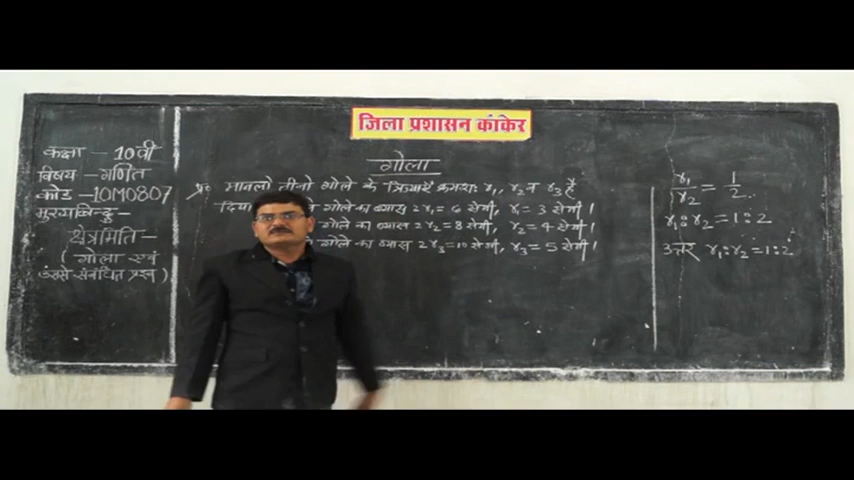 जिला प्रशासन कांकेर
कक्षा - 10वी
विषय - गणित
कोड - 10M0807
मुख्यबिन्दु -
क्षेत्रमिति -
( गोला एवं
उससे संबंधित प्रश्न )
गोला
प्र० मानलो तीनो गोले के त्रिज्याएँ क्रमशः r₁, r₂ व r₃ है
दिया गोले का व्यास 2r₁ = 6 सेमी, r₁ = 3 सेमी।
गोले का व्यास 2r₂ = 8 सेमी, r₂ = 4 सेमी।
गोले का व्यास 2r₃ = 10 सेमी, r₃ = 5 सेमी।
r₁/r₂ = 1/2
r₁:r₂ = 1:2
उत्तर r₁:r₂ = 1:2